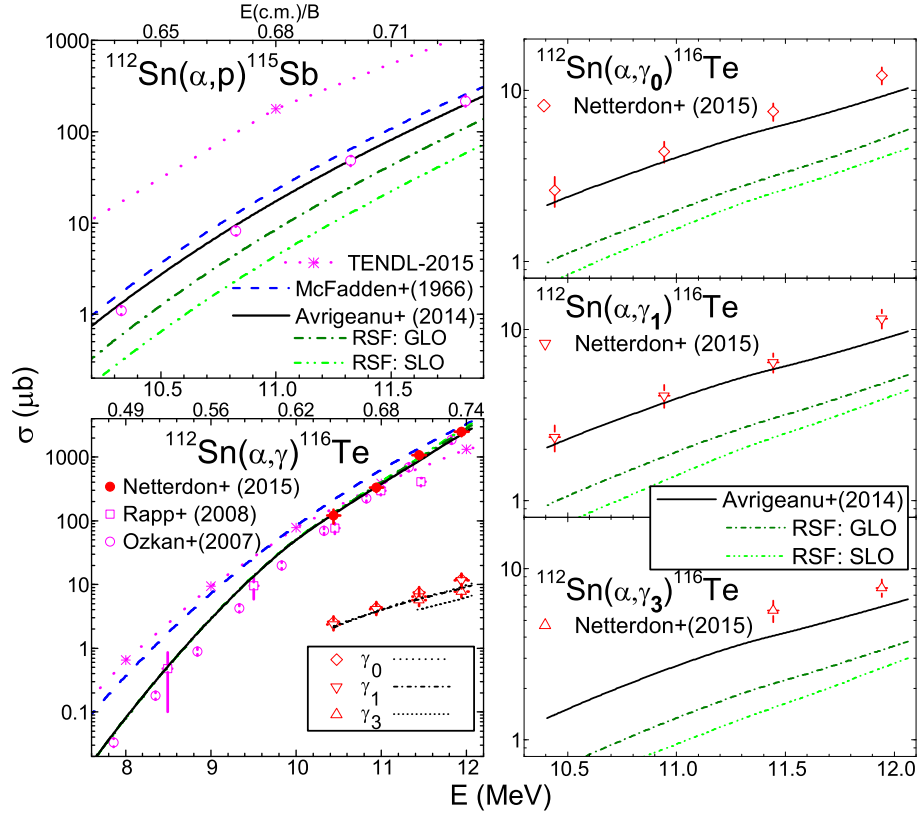 E(c.m.)/B
0.65 0.68 0.71
1000
100
10
1
¹¹²Sn(α,p)¹¹⁵Sb
TENDL-2015
McFadden+(1966)
Avrigeanu+ (2014)
RSF: GLO
RSF: SLO
10.5 11.0 11.5
σ (μb)
0.49 0.56 0.62 0.68 0.74
1000
100
10
1
0.1
¹¹²Sn(α,γ)¹¹⁶Te
Netterdon+ (2015)
Rapp+ (2008)
Ozkan+(2007)
γ₀
γ₁
γ₃
8 9 10 11 12
10
1
¹¹²Sn(α,γ₀)¹¹⁶Te
Netterdon+ (2015)
10
1
¹¹²Sn(α,γ₁)¹¹⁶Te
Netterdon+ (2015)
Avrigeanu+(2014)
RSF: GLO
RSF: SLO
10
1
¹¹²Sn(α,γ₃)¹¹⁶Te
Netterdon+(2015)
10.5 11.0 11.5 12.0
E (MeV)